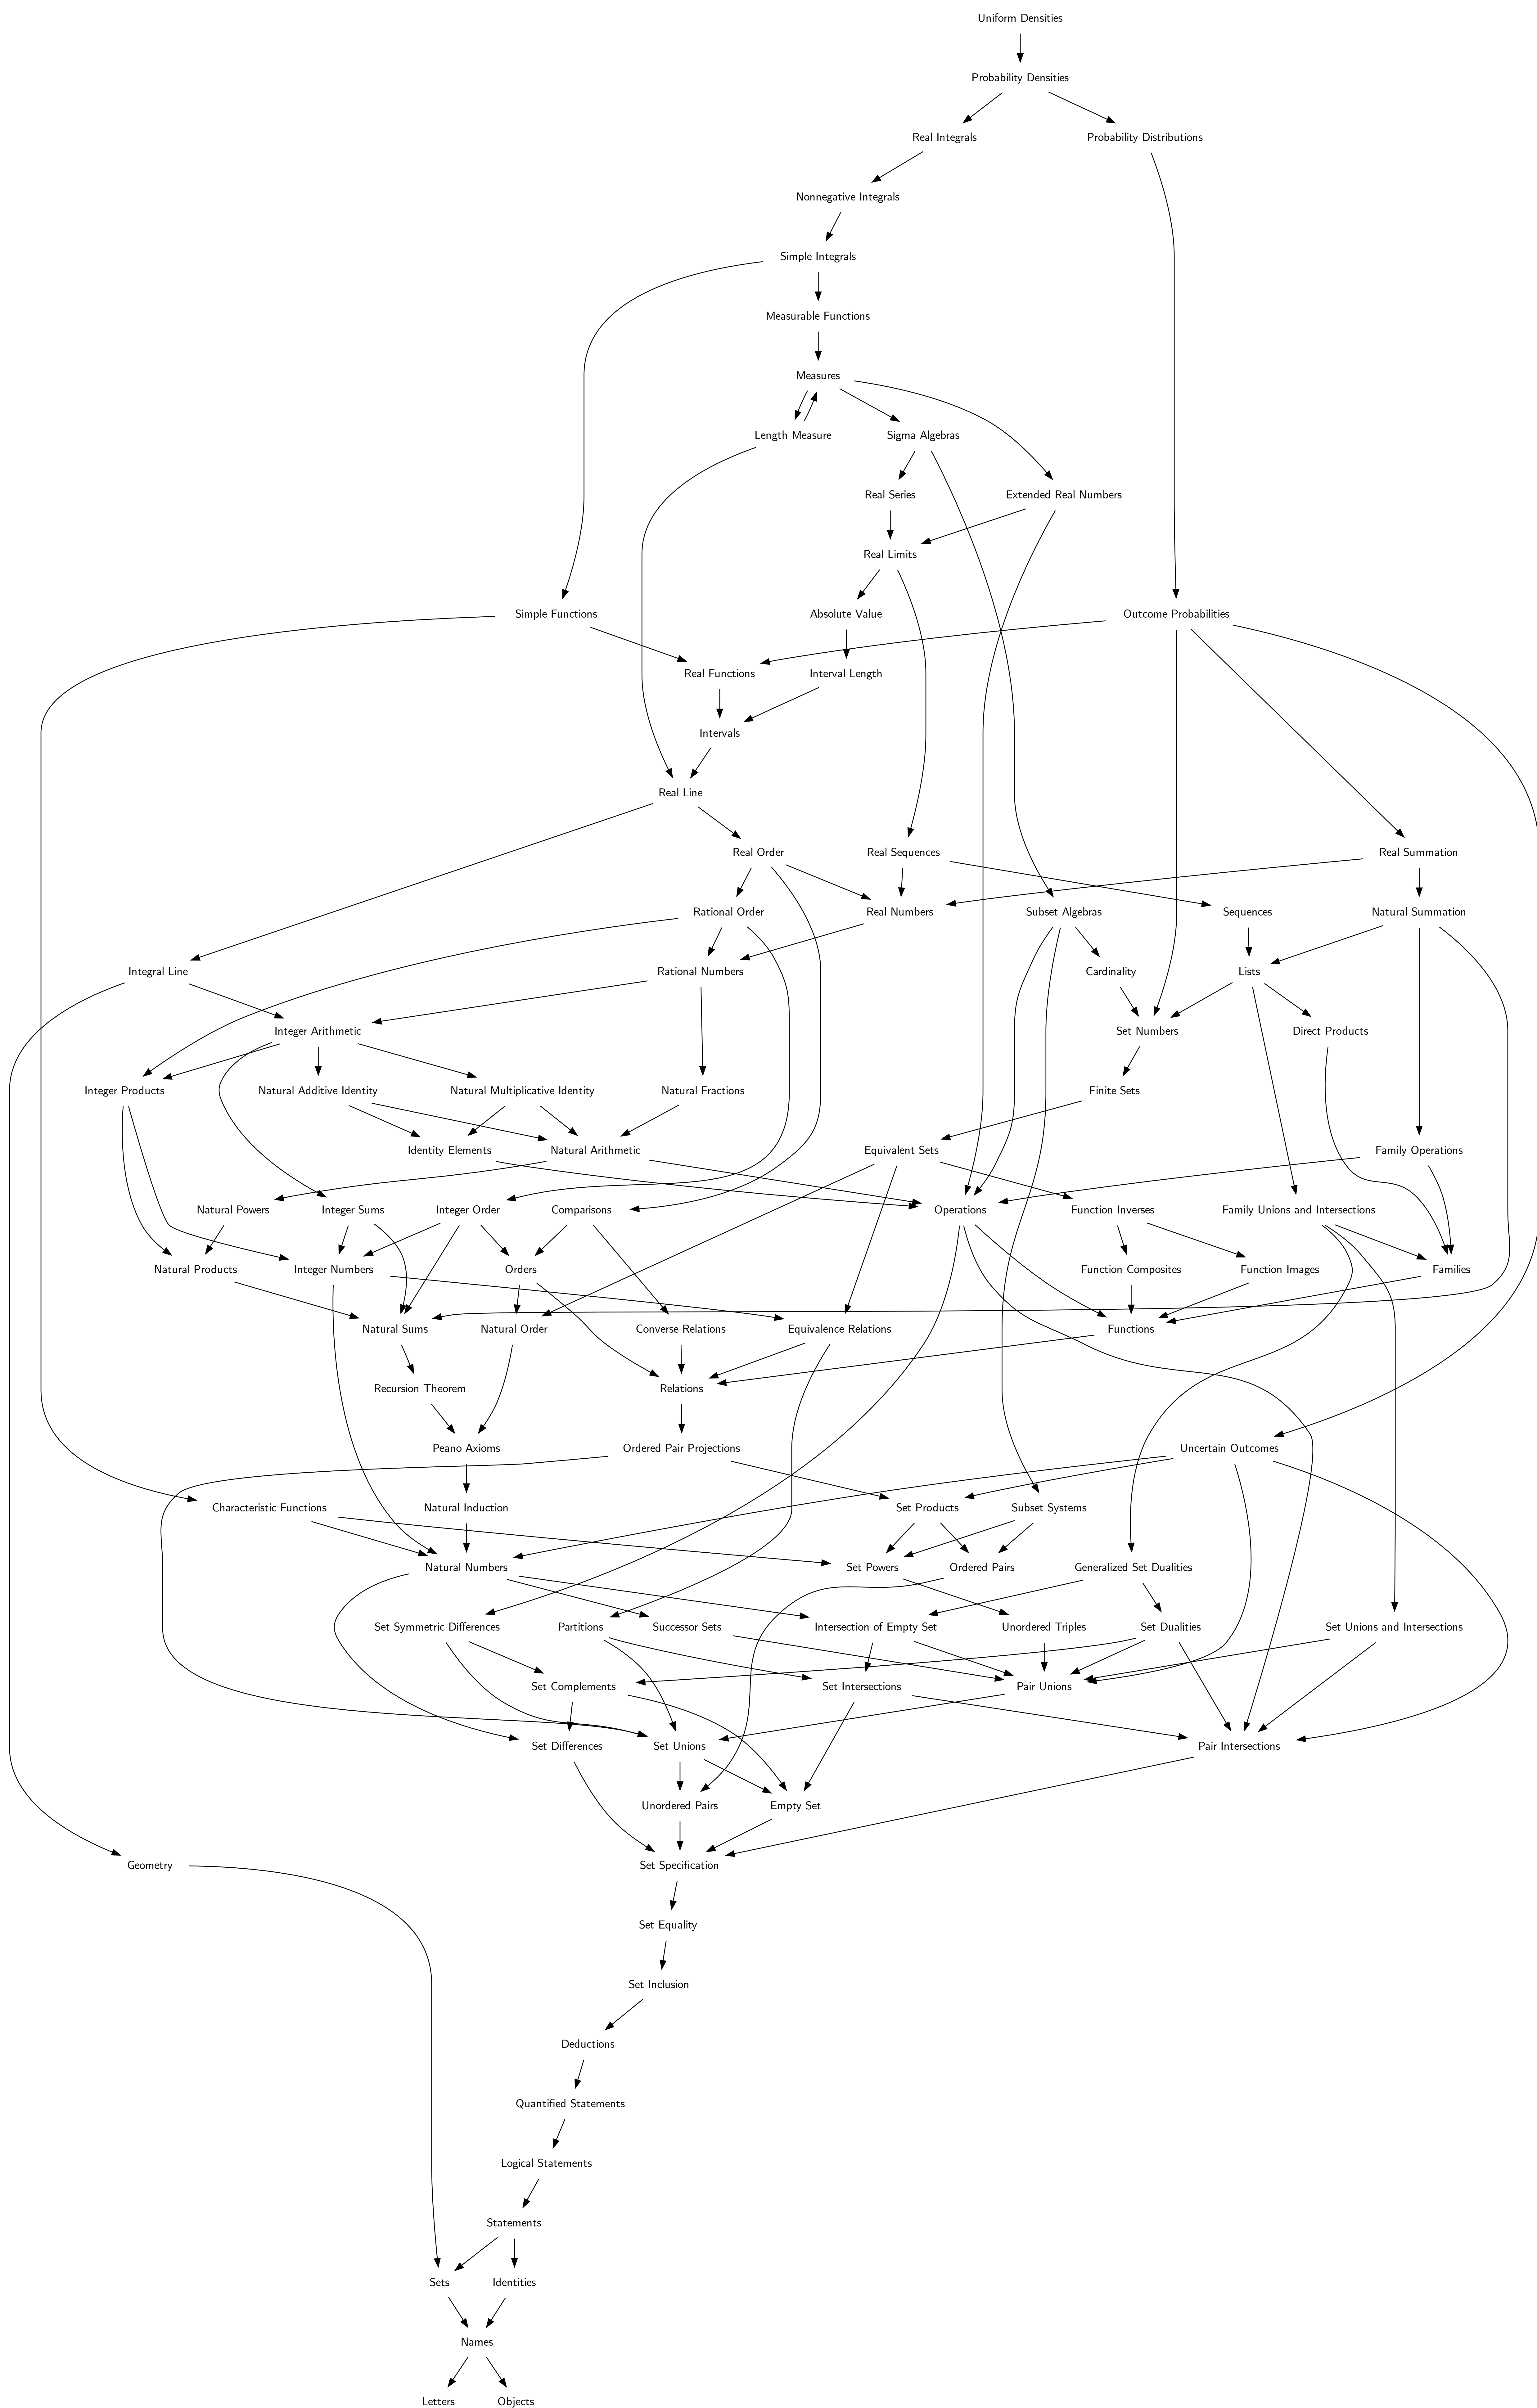 Uniform Densities
Probability Densities
Real Integrals
Probability Distributions
Nonnegative Integrals
Simple Integrals
Measurable Functions
Measures
Length Measure
Sigma Algebras
Real Series
Extended Real Numbers
Real Limits
Simple Functions
Absolute Value
Outcome Probabilities
Real Functions
Interval Length
Intervals
Real Line
Real Order
Real Sequences
Real Summation
Rational Order
Real Numbers
Subset Algebras
Sequences
Natural Summation
Integral Line
Rational Numbers
Cardinality
Lists
Integer Arithmetic
Set Numbers
Direct Products
Integer Products
Natural Additive Identity
Natural Multiplicative Identity
Natural Fractions
Finite Sets
Identity Elements
Natural Arithmetic
Equivalent Sets
Family Operations
Natural Powers
Integer Sums
Integer Order
Comparisons
Operations
Function Inverses
Family Unions and Intersections
Natural Products
Integer Numbers
Orders
Function Composites
Function Images
Families
Natural Sums
Natural Order
Converse Relations
Equivalence Relations
Functions
Recursion Theorem
Relations
Peano Axioms
Ordered Pair Projections
Uncertain Outcomes
Characteristic Functions
Natural Induction
Set Products
Subset Systems
Natural Numbers
Set Powers
Ordered Pairs
Generalized Set Dualities
Set Symmetric Differences
Partitions
Successor Sets
Intersection of Empty Set
Unordered Triples
Set Dualities
Set Unions and Intersections
Set Complements
Set Intersections
Pair Unions
Set Differences
Set Unions
Pair Intersections
Unordered Pairs
Empty Set
Geometry
Set Specification
Set Equality
Set Inclusion
Deductions
Quantified Statements
Logical Statements
Statements
Sets
Identities
Names
Letters
Objects